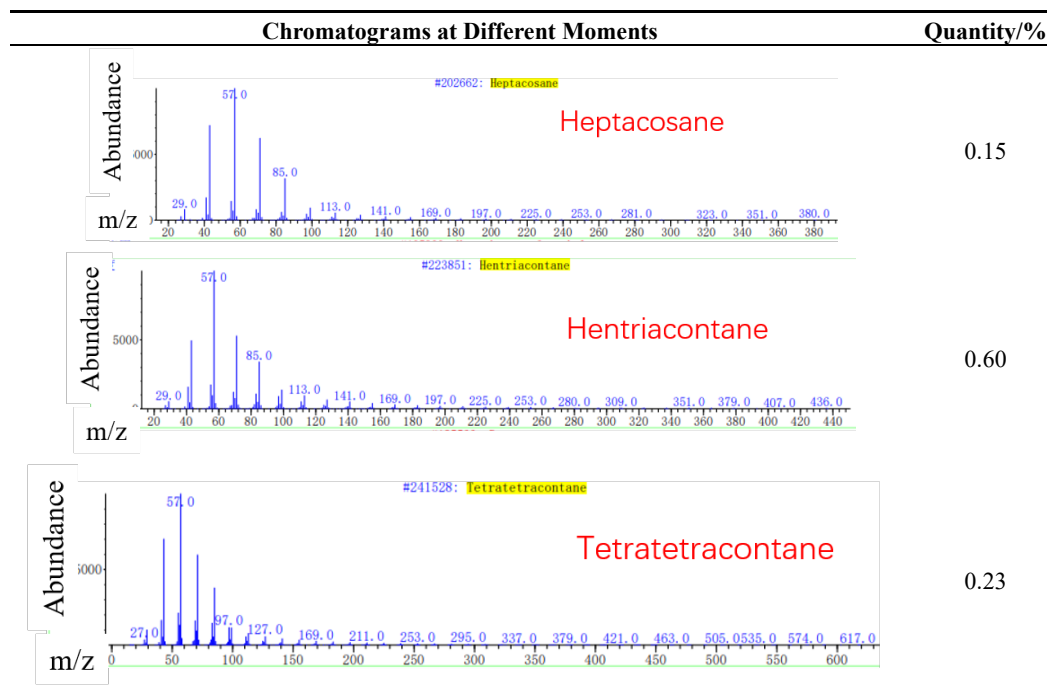 Chromatograms at Different Moments Quantity/%
#202662: Heptacosane
Abundance
57.0
Heptacosane
0.15
85.0
29.0 113.0 141.0 169.0 197.0 225.0 253.0 281.0 323.0 351.0 380.0
m/z
20 40 60 80 100 120 140 160 180 200 220 240 260 280 300 320 340 360 380
#223851: Hentriacontane
Abundance
57.0
Hentriacontane
5000
0.60
85.0
29.0 113.0 141.0 169.0 197.0 225.0 253.0 280.0 309.0 351.0 379.0 407.0 436.0
20 40 60 80 100 120 140 160 180 200 220 240 260 280 300 320 340 360 380 400 420 440
m/z
#241528: Tetratetracontane
Abundance
57.0
Tetratetracontane
0.23
27.0 97.0 127.0 169.0 211.0 253.0 295.0 337.0 379.0 421.0 463.0 505.0 535.0 574.0 617.0
m/z
0 50 100 150 200 250 300 350 400 450 500 550 600